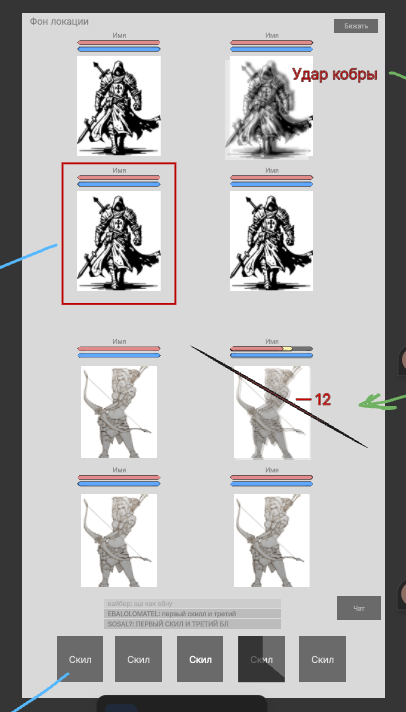 Фон локации
Бежать
Имя
Имя
Удар кобры
Имя
Имя
Имя
Имя
— 12
Имя
Имя
EBALOLOMATEL: первый скилл и третий
SOSAL?: ПЕРВЫЙ СКИЛ И ТРЕТИЙ БЛ
Чат
Скил
Скил
Скил
Скил
Скил